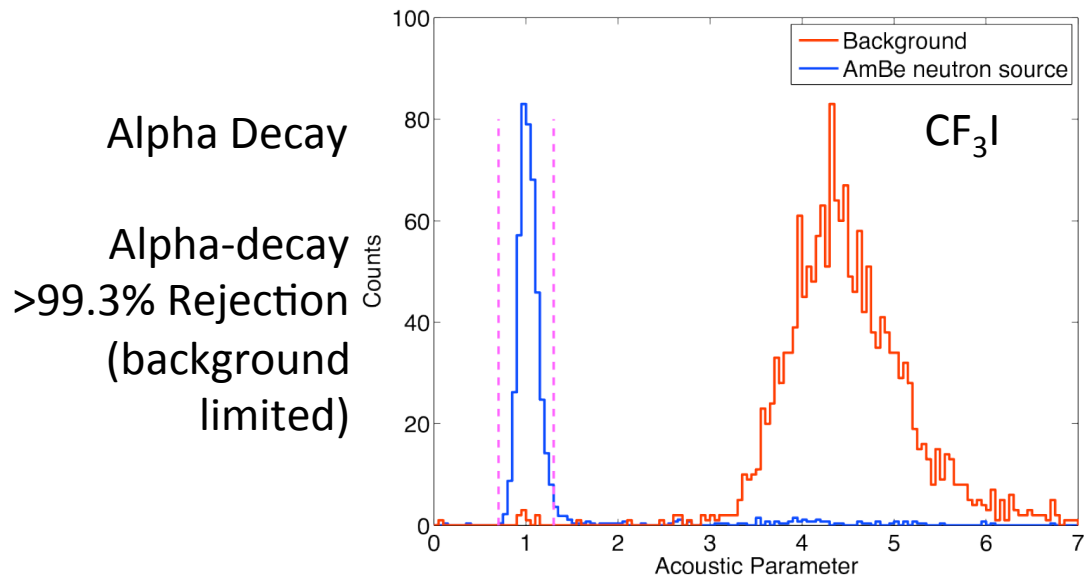 Alpha Decay
Alpha-decay
>99.3% Rejection
(background
limited)
100
80
60
40
20
0
Counts
0 1 2 3 4 5 6 7
Acoustic Parameter
Background
AmBe neutron source
CF₃I